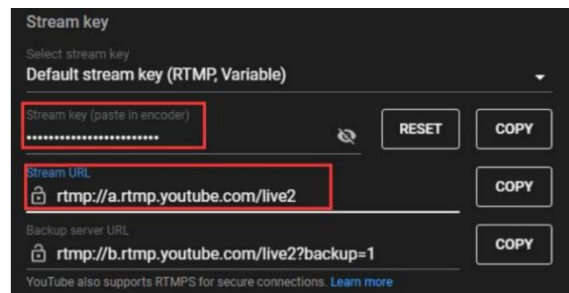 Stream key
Select stream key
Default stream key (RTMP, Variable)
Stream key (paste in encoder)
••••••••••••••••••••••••
RESET
COPY
Stream URL
rtmp://a.rtmp.youtube.com/live2
COPY
Backup server URL
rtmp://b.rtmp.youtube.com/live2?backup=1
COPY
YouTube also supports RTMPS for secure connections. Learn more